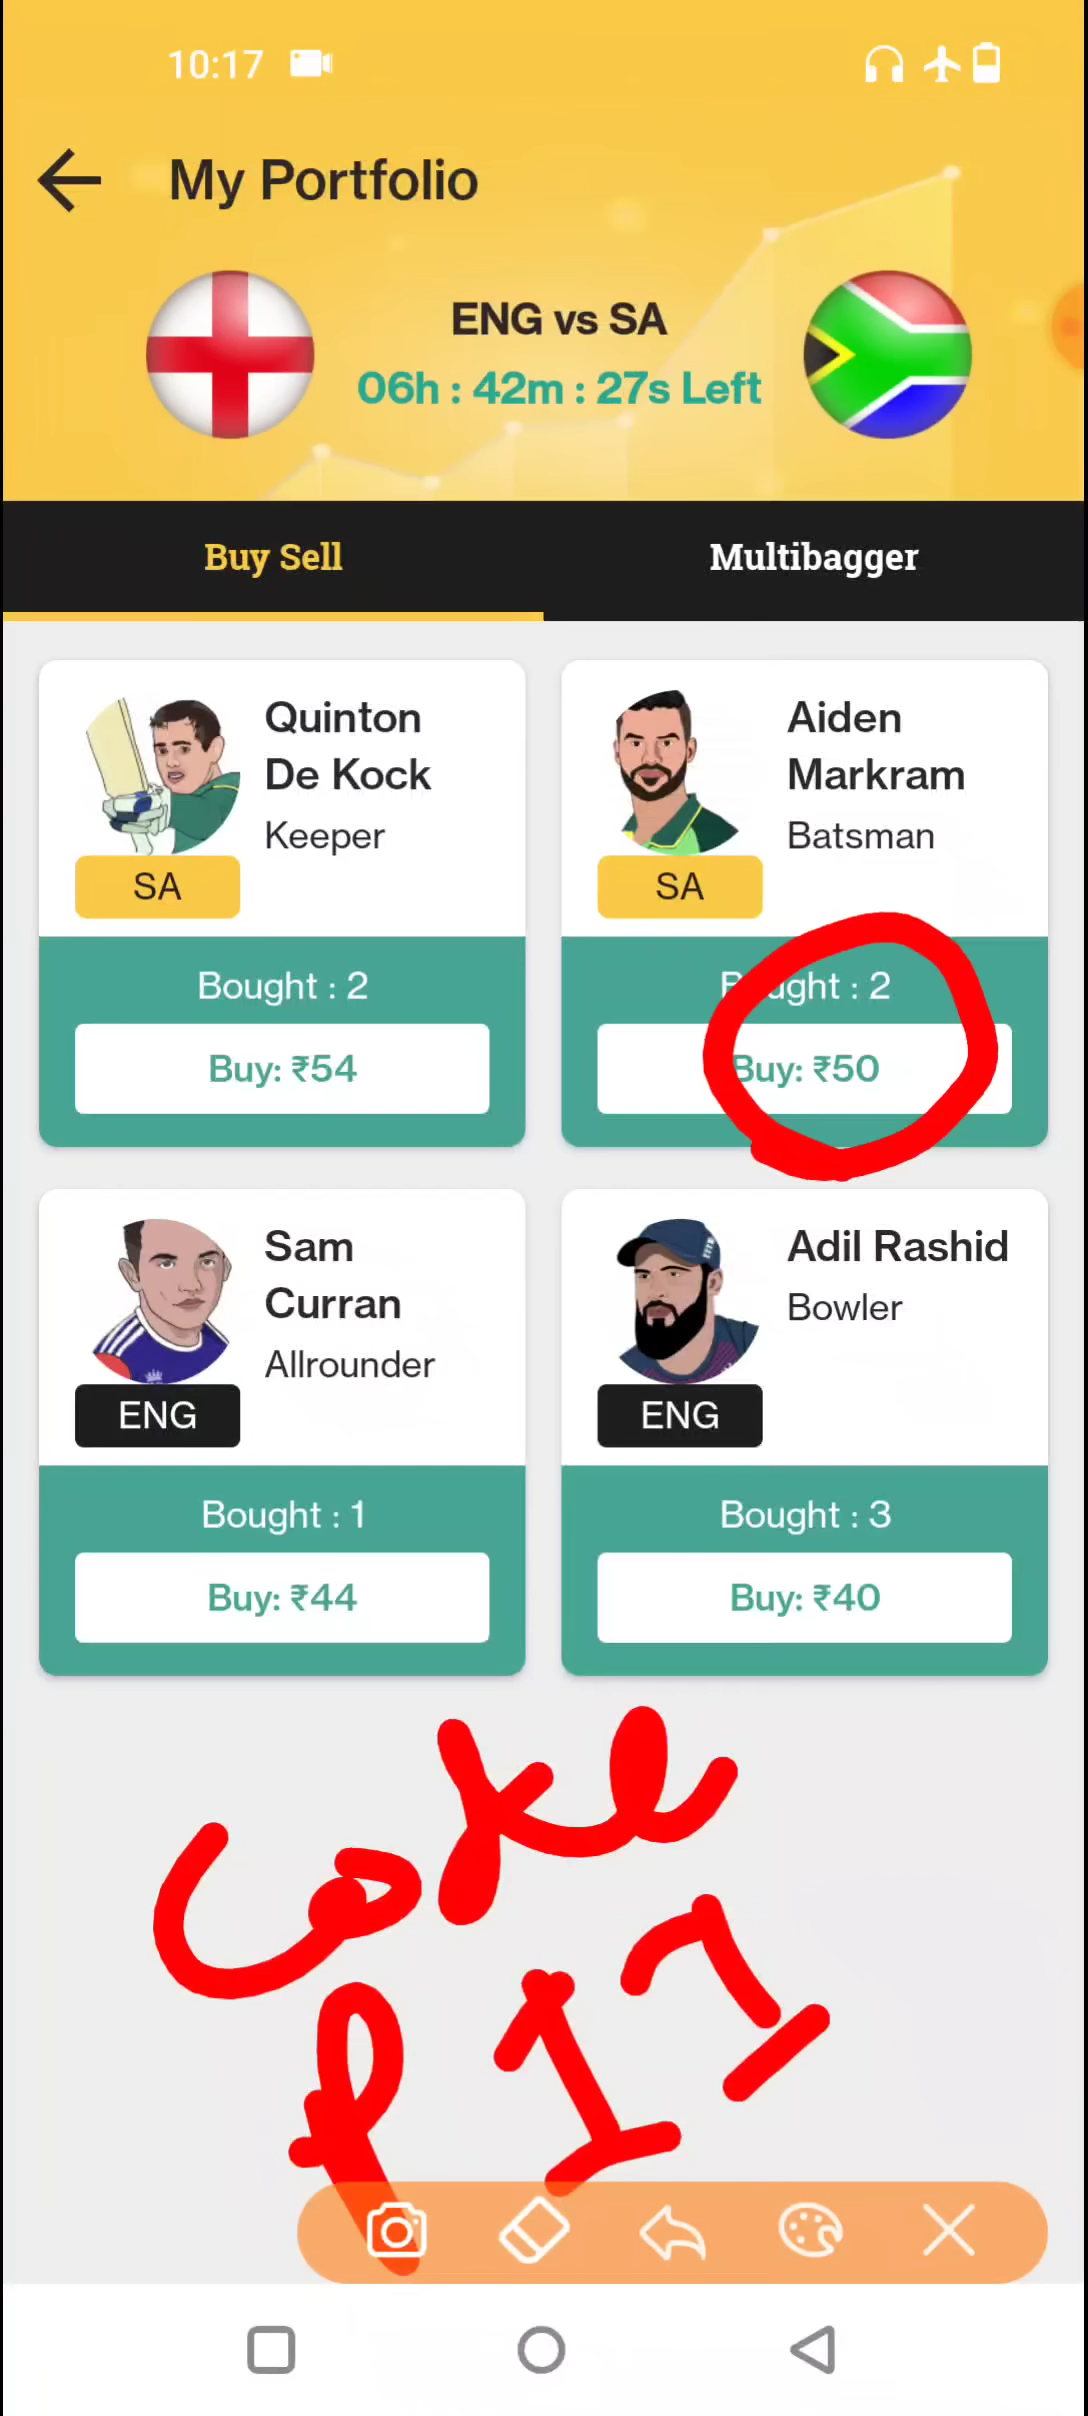 10:17
My Portfolio
ENG vs SA
06h : 42m : 27s Left
Buy Sell
Multibagger
Quinton
De Kock
Keeper
SA
Bought : 2
Buy: ₹54
Aiden
Markram
Batsman
SA
Bought : 2
Buy: ₹50
Sam
Curran
Allrounder
ENG
Bought : 1
Buy: ₹44
Adil Rashid
Bowler
ENG
Bought : 3
Buy: ₹40